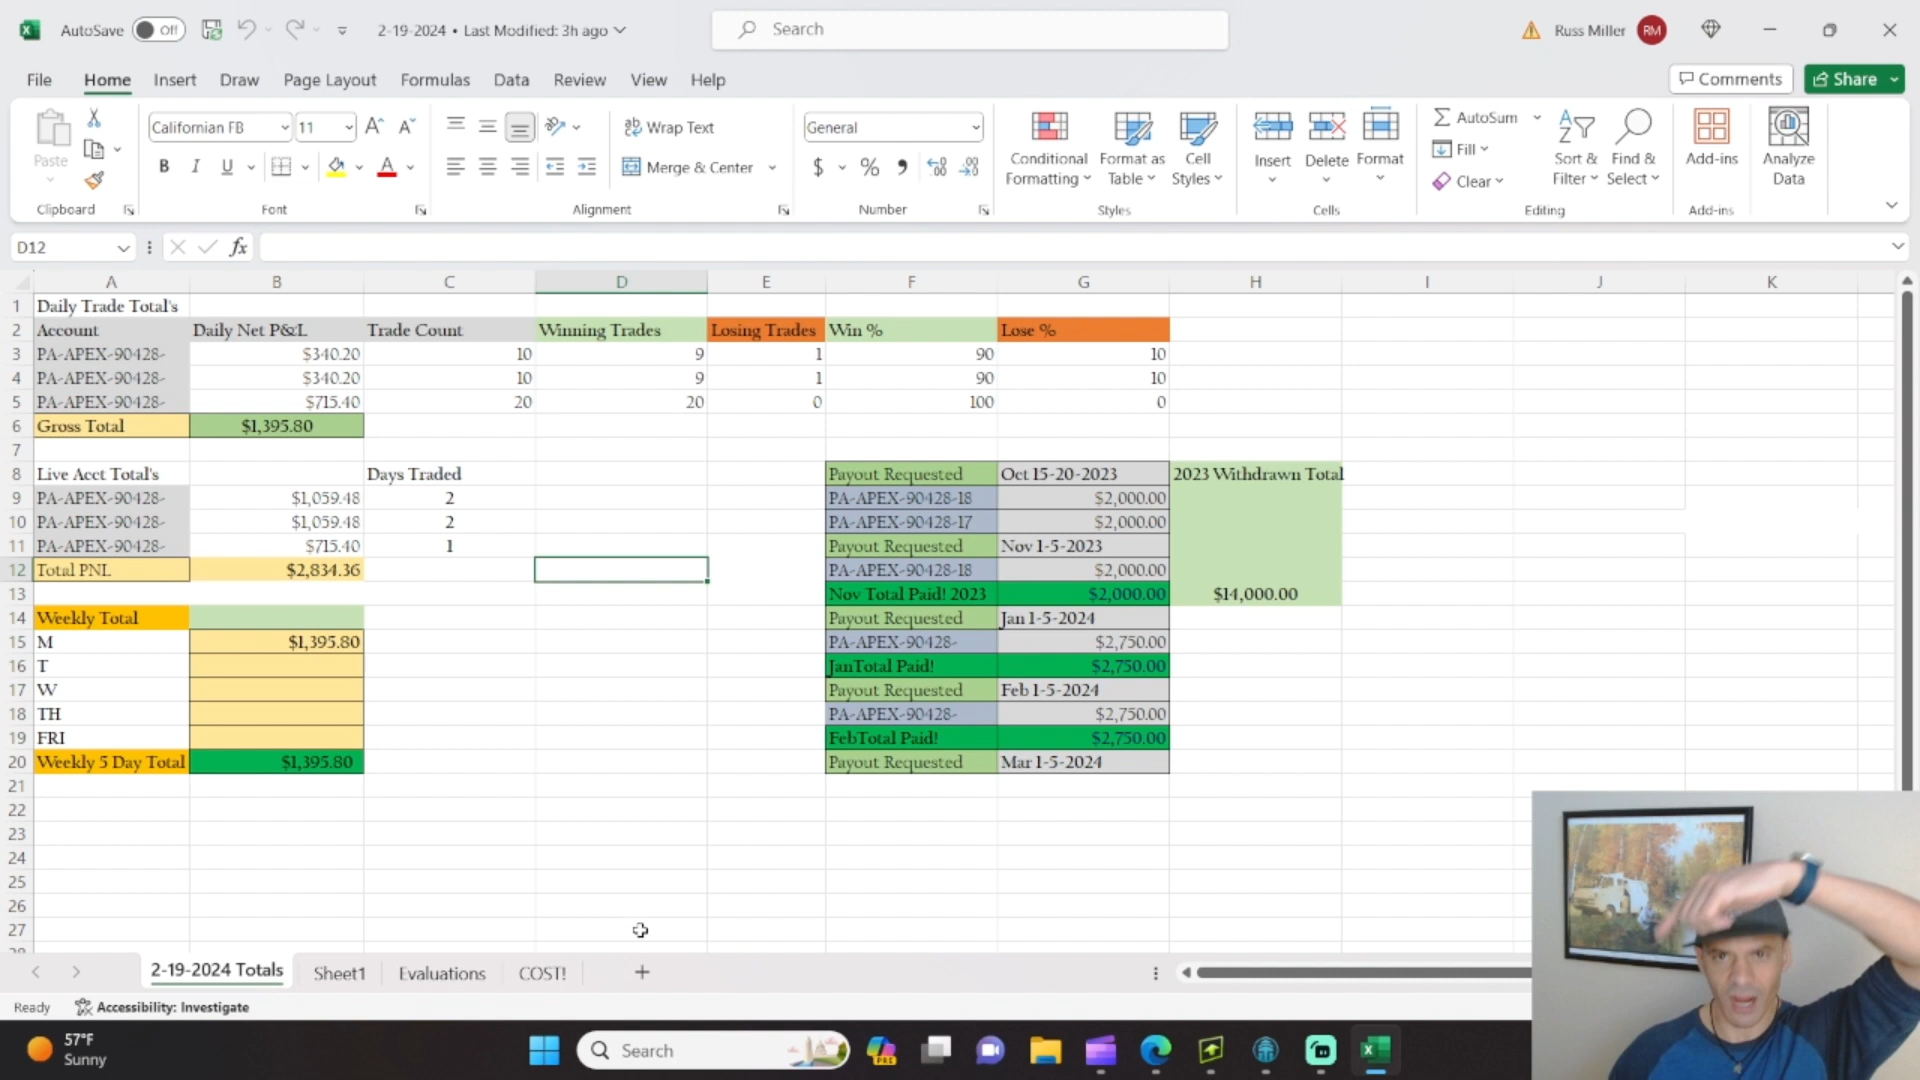 AutoSave Off 2-19-2024 • Last Modified: 3h ago Search Russ Miller RM
File Home Insert Draw Page Layout Formulas Data Review View Help Comments Share
Paste Californian FB 11 Wrap Text General Conditional Formatting Format as Table Cell Styles Insert Delete Format AutoSum Fill Clear Sort & Filter Find & Select Add-ins Analyze Data
B I U Merge & Center $ %
Clipboard Font Alignment Number Styles Cells Editing Add-ins
D12 fx
A B C D E F G H I J K
1 Daily Trade Total's
2 Account Daily Net P&L Trade Count Winning Trades Losing Trades Win % Lose %
3 PA-APEX-90428- $340.20 10 9 1 90 10
4 PA-APEX-90428- $340.20 10 9 1 90 10
5 PA-APEX-90428- $715.40 20 20 0 100 0
6 Gross Total $1,395.80
7
8 Live Acct Total's Days Traded Payout Requested Oct 15-20-2023 2023 Withdrawn Total
9 PA-APEX-90428- $1,059.48 2 PA-APEX-90428-18 $2,000.00
10 PA-APEX-90428- $1,059.48 2 PA-APEX-90428-17 $2,000.00
11 PA-APEX-90428- $715.40 1 Payout Requested Nov 1-5-2023
12 Total PNL $2,834.36 PA-APEX-90428-18 $2,000.00
13 Nov Total Paid! 2023 $2,000.00 $14,000.00
14 Weekly Total Payout Requested Jan 1-5-2024
15 M $1,395.80 PA-APEX-90428- $2,750.00
16 T JanTotal Paid! $2,750.00
17 W Payout Requested Feb 1-5-2024
18 TH PA-APEX-90428- $2,750.00
19 FRI FebTotal Paid! $2,750.00
20 Weekly 5 Day Total $1,395.80 Payout Requested Mar 1-5-2024
21
22
23
24
25
26
27
2-19-2024 Totals Sheet1 Evaluations COST!
Ready Accessibility: Investigate
57°F
Sunny
Search
PRE